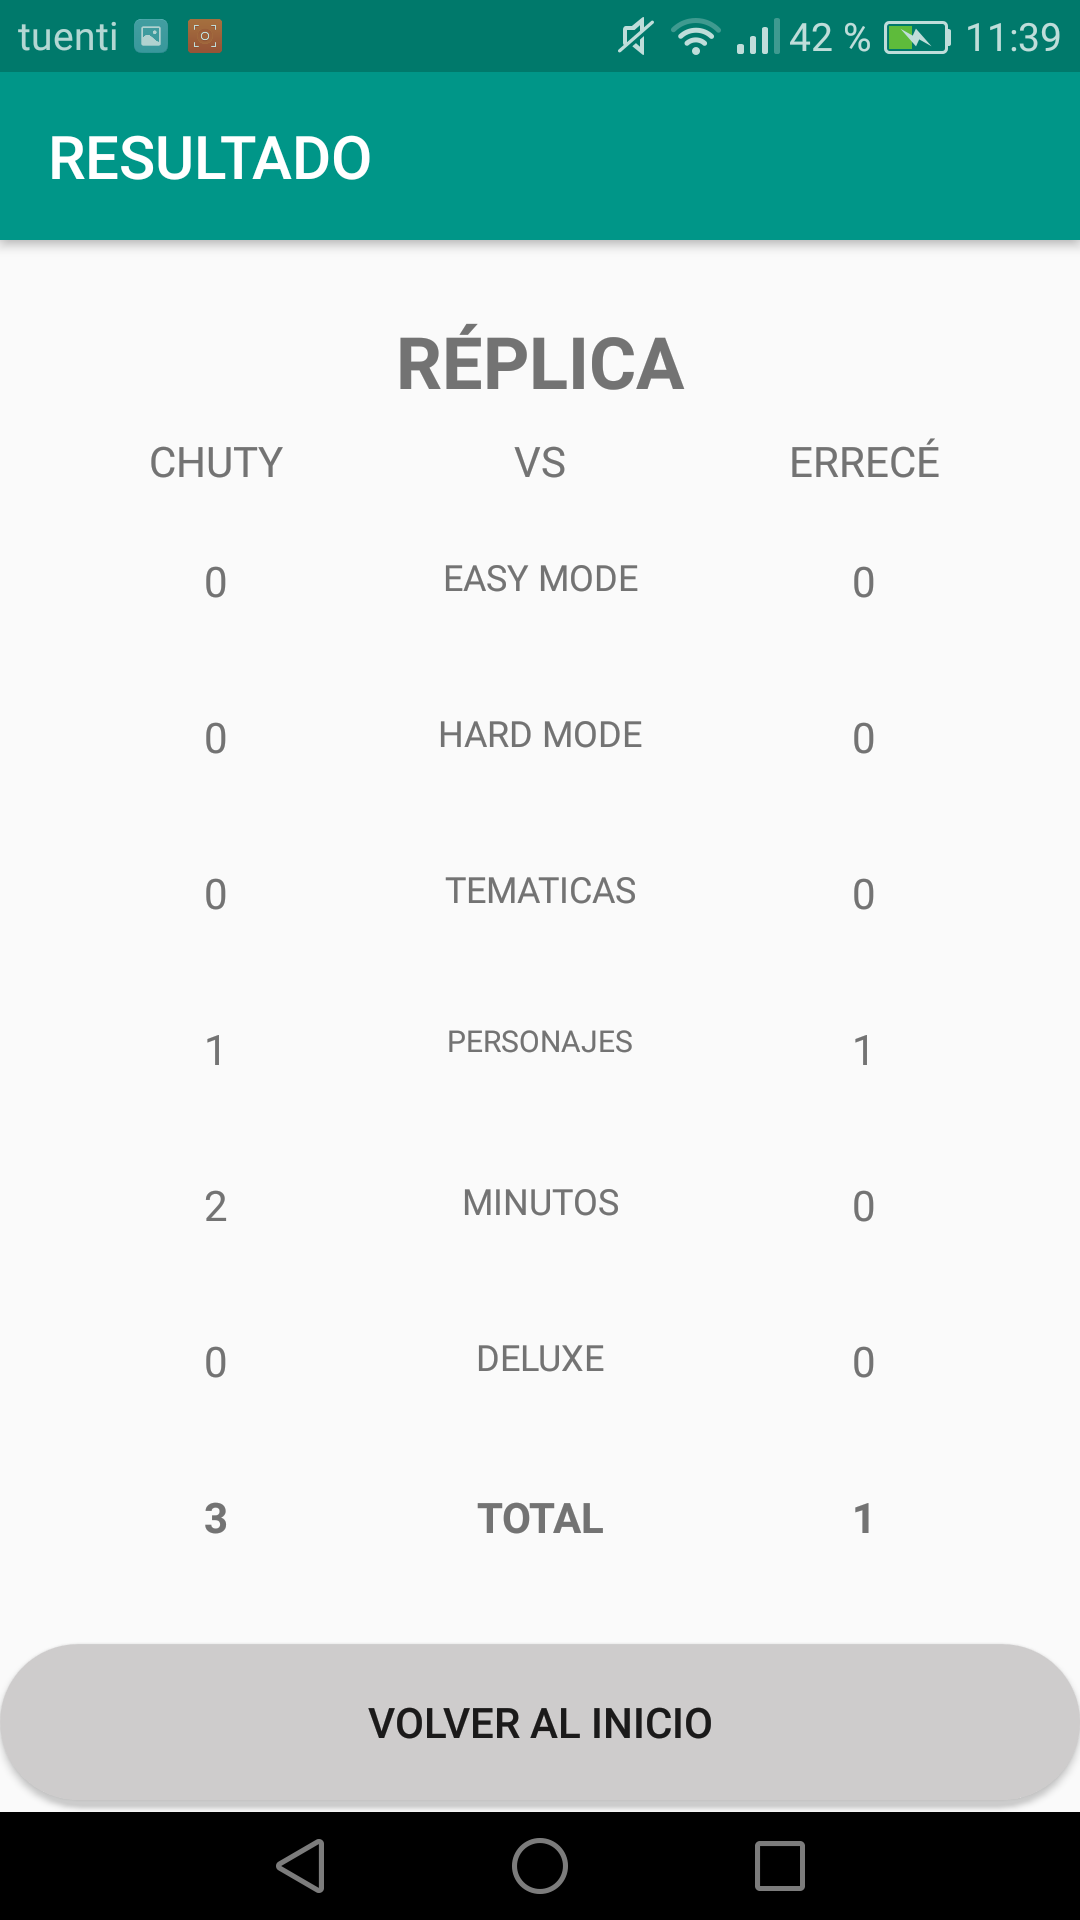 tuenti 42 % 11:39
RESULTADO
RÉPLICA
CHUTY VS ERRECÉ
0 EASY MODE 0
0 HARD MODE 0
0 TEMATICAS 0
1 PERSONAJES 1
2 MINUTOS 0
0 DELUXE 0
3 TOTAL 1
VOLVER AL INICIO